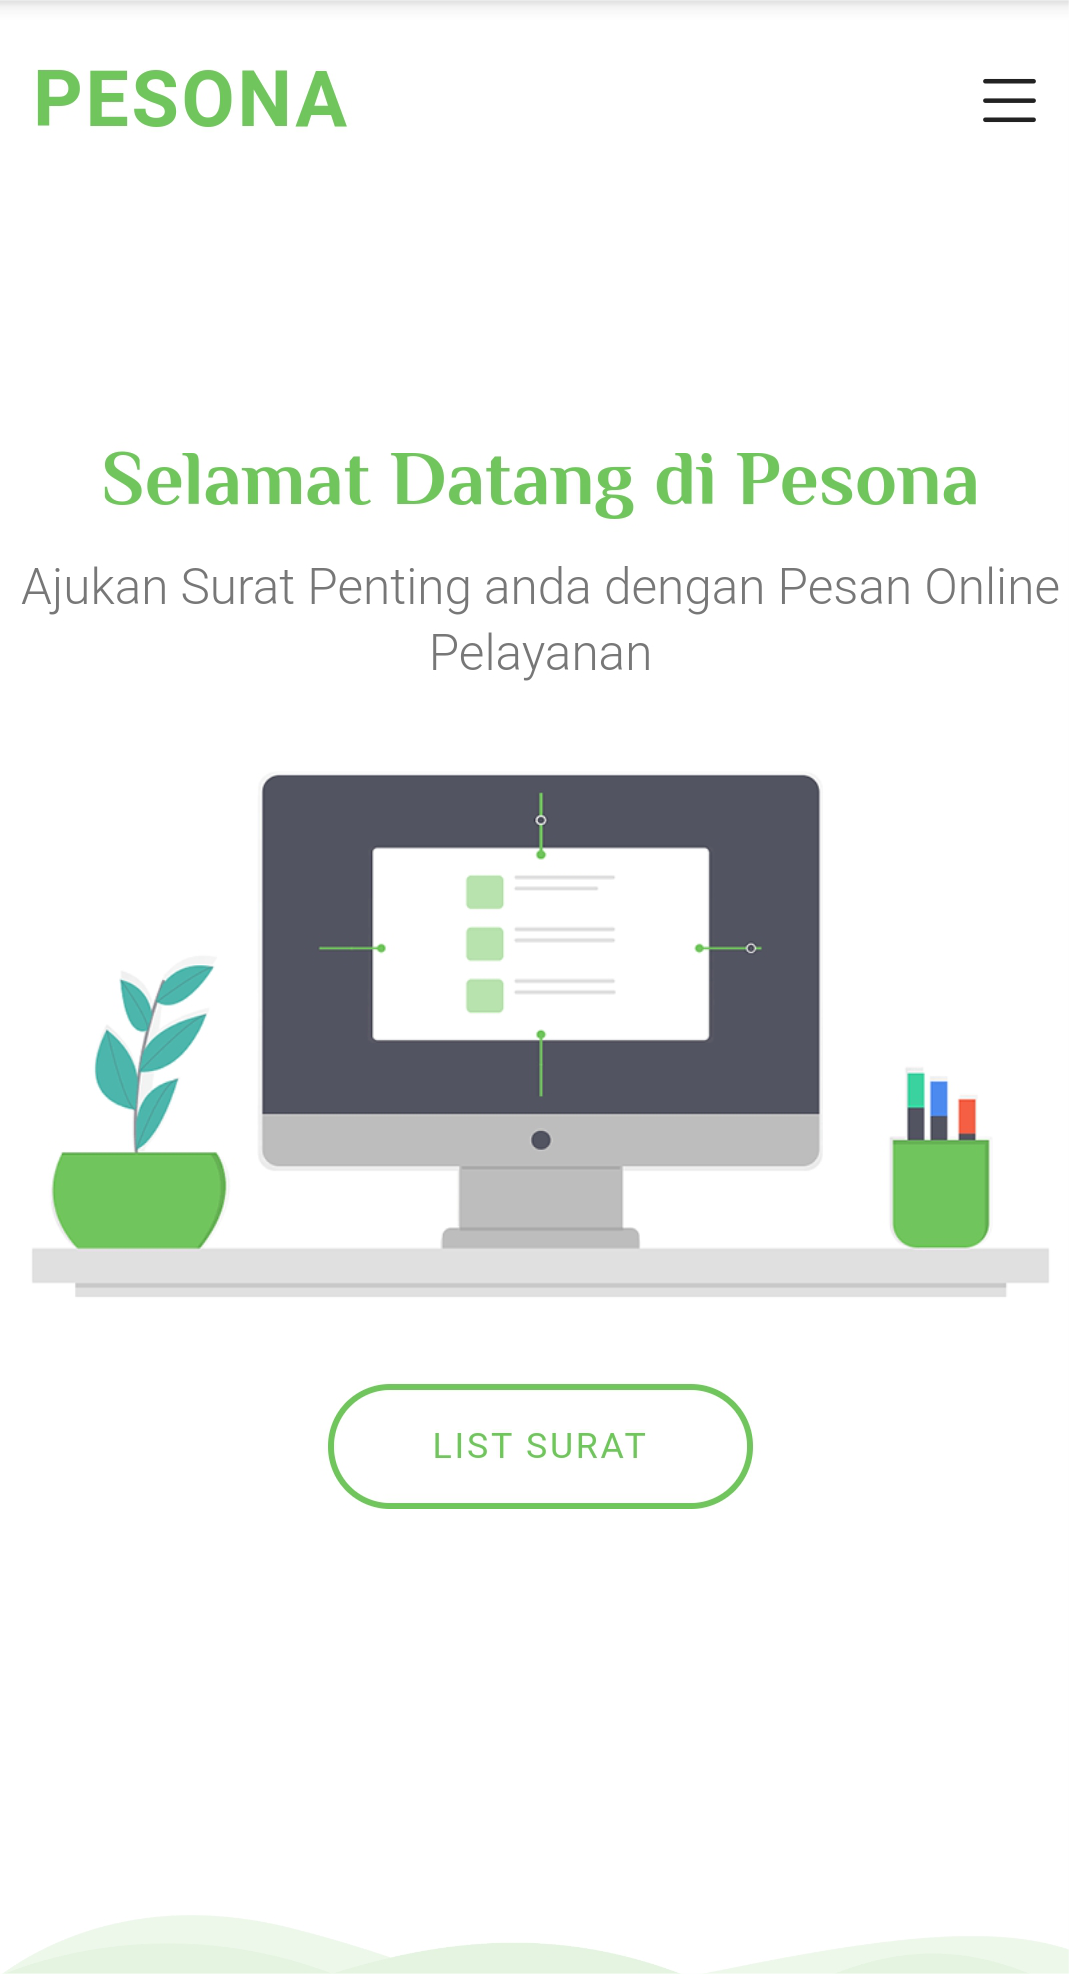 PESONA
Selamat Datang di Pesona
Ajukan Surat Penting anda dengan Pesan Online
Pelayanan
LIST SURAT